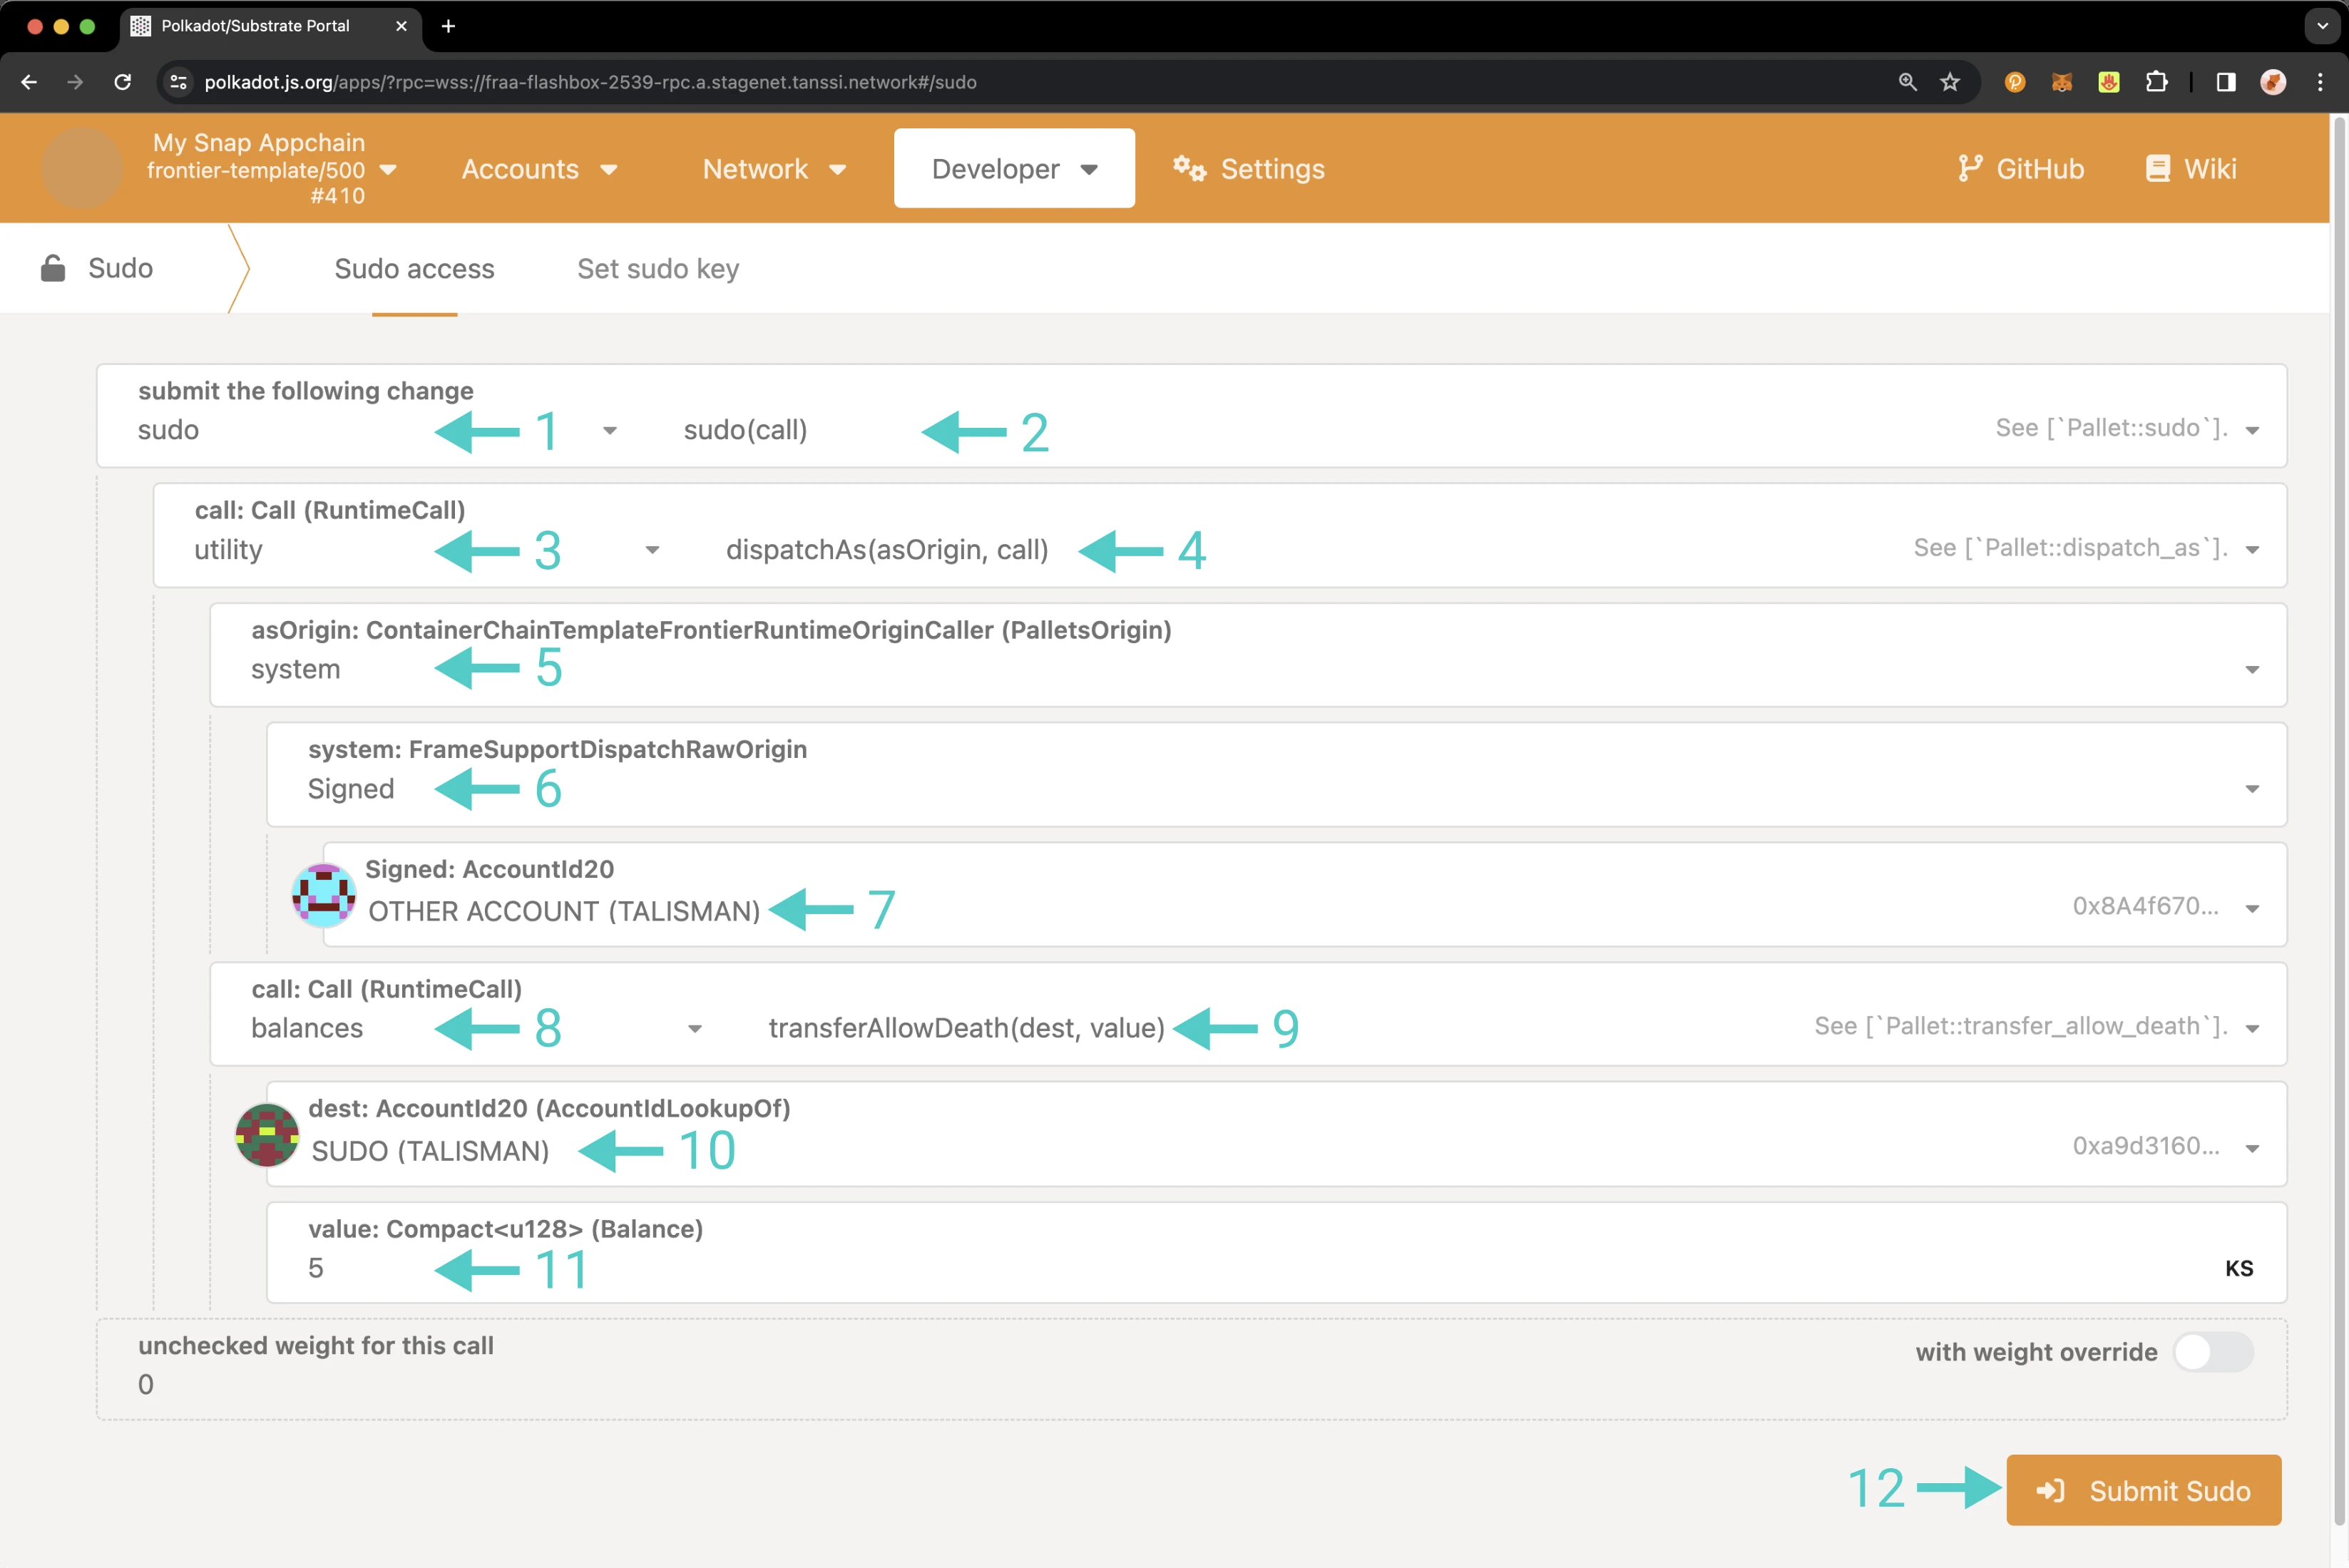 Polkadot/Substrate Portal
polkadot.js.org/apps/?rpc=wss://fraa-flashbox-2539-rpc.a.stagenet.tanssi.network#/sudo
My Snap Appchain
frontier-template/500
#410
Accounts
Network
Developer
Settings
GitHub
Wiki
Sudo
Sudo access
Set sudo key
submit the following change
sudo 1 sudo(call) 2 See [`Pallet::sudo`].
call: Call (RuntimeCall)
utility 3 dispatchAs(asOrigin, call) 4 See [`Pallet::dispatch_as`].
asOrigin: ContainerChainTemplateFrontierRuntimeOriginCaller (PalletsOrigin)
system 5
system: FrameSupportDispatchRawOrigin
Signed 6
Signed: AccountId20
OTHER ACCOUNT (TALISMAN) 7 0x8A4f670...
call: Call (RuntimeCall)
balances 8 transferAllowDeath(dest, value) 9 See [`Pallet::transfer_allow_death`].
dest: AccountId20 (AccountIdLookupOf)
SUDO (TALISMAN) 10 0xa9d3160...
value: Compact<u128> (Balance)
5 11 KS
unchecked weight for this call
0
with weight override
12 Submit Sudo